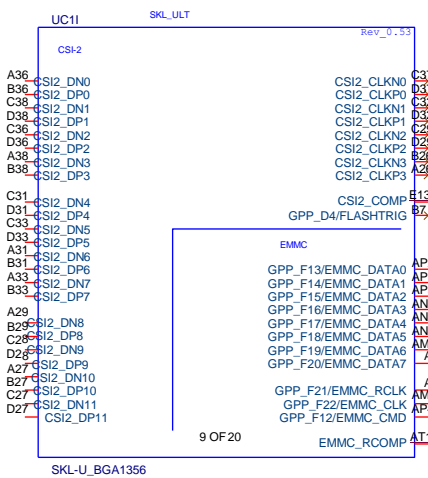 UC1I
SKL_ULT
Rev_0.53
CSI-2
A36 CSI2_DN0
B36 CSI2_DP0
C38 CSI2_DN1
D38 CSI2_DP1
C36 CSI2_DN2
D36 CSI2_DP2
A38 CSI2_DN3
B38 CSI2_DP3
C31 CSI2_DN4
D31 CSI2_DP4
C33 CSI2_DN5
D33 CSI2_DP5
A31 CSI2_DN6
B31 CSI2_DP6
A33 CSI2_DN7
B33 CSI2_DP7
A29 CSI2_DN8
B29 CSI2_DP8
C28 CSI2_DN9
D28 CSI2_DP9
A27 CSI2_DN10
B27 CSI2_DP10
C27 CSI2_DN11
D27 CSI2_DP11
CSI2_CLKN0
CSI2_CLKP0
CSI2_CLKN1
CSI2_CLKP1
CSI2_CLKN2
CSI2_CLKP2
CSI2_CLKN3 B26
CSI2_CLKP3
CSI2_COMP E13
GPP_D4/FLASHTRIG B7
EMMC
GPP_F13/EMMC_DATA0
GPP_F14/EMMC_DATA1
GPP_F15/EMMC_DATA2
GPP_F16/EMMC_DATA3
GPP_F17/EMMC_DATA4
GPP_F18/EMMC_DATA5
GPP_F19/EMMC_DATA6
GPP_F20/EMMC_DATA7
GPP_F21/EMMC_RCLK
GPP_F22/EMMC_CLK
GPP_F12/EMMC_CMD
EMMC_RCOMP
9 OF 20
SKL-U_BGA1356